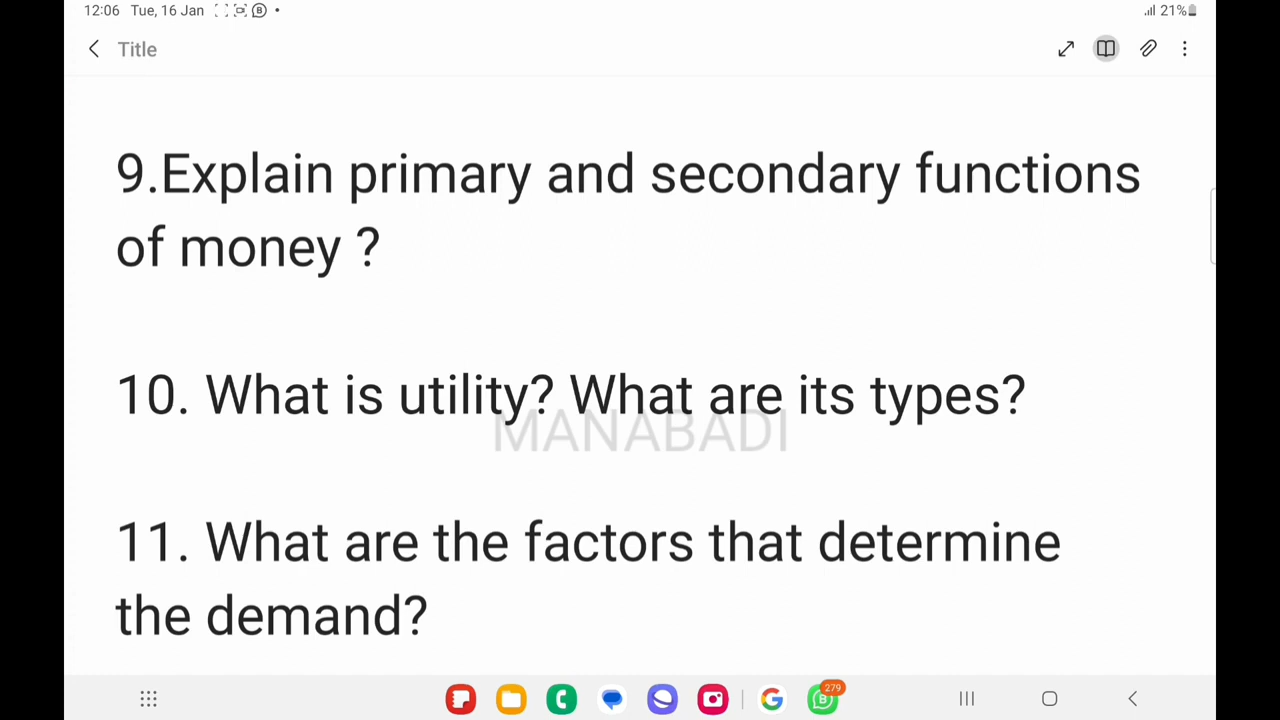 12:06 Tue, 16 Jan
21%
Title
9.Explain primary and secondary functions
of money ?
10. What is utility? What are its types?
MANABADI
11. What are the factors that determine
the demand?
279